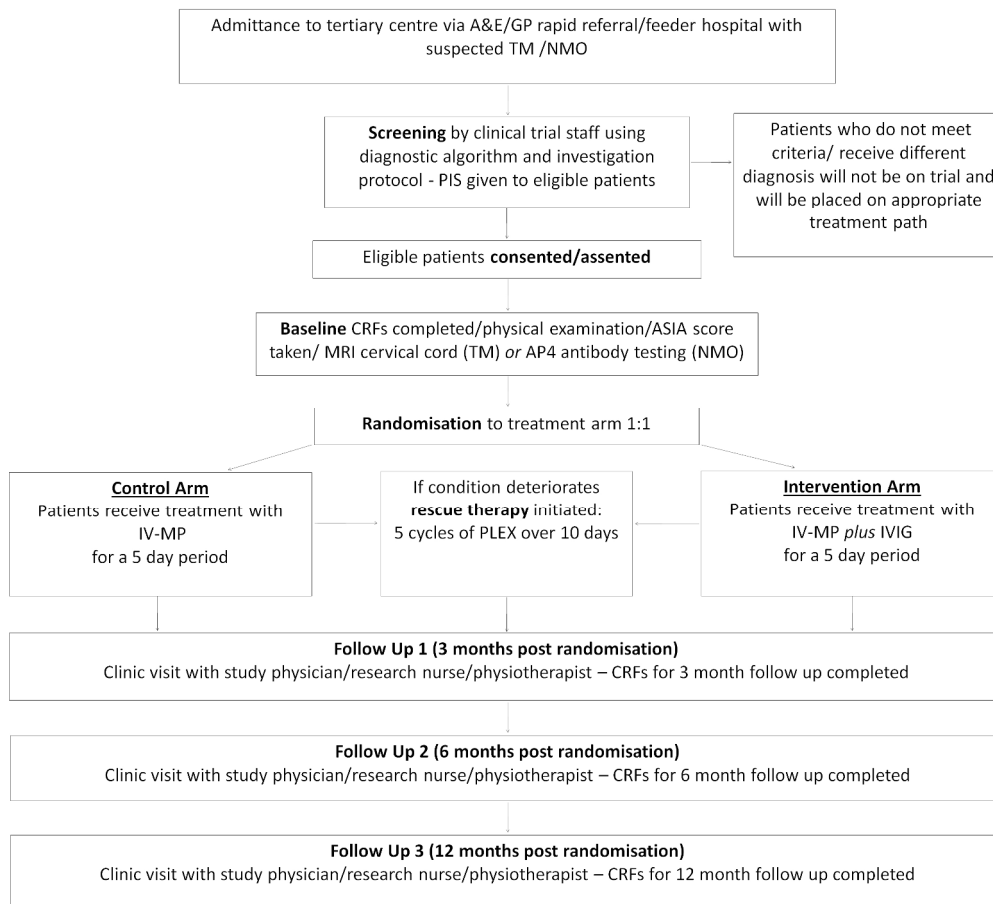 Admittance to tertiary centre via A&E/GP rapid referral/feeder hospital with
suspected TM /NMO
Screening by clinical trial staff using
diagnostic algorithm and investigation
protocol - PIS given to eligible patients
Patients who do not meet
criteria/ receive different
diagnosis will not be on trial and
will be placed on appropriate
treatment path
Eligible patients consented/assented
Baseline CRFs completed/physical examination/ASIA score
taken/ MRI cervical cord (TM) or AP4 antibody testing (NMO)
Randomisation to treatment arm 1:1
Control Arm
Patients receive treatment with
IV-MP
for a 5 day period
If condition deteriorates
rescue therapy initiated:
5 cycles of PLEX over 10 days
Intervention Arm
Patients receive treatment with
IV-MP plus IVIG
for a 5 day period
Follow Up 1 (3 months post randomisation)
Clinic visit with study physician/research nurse/physiotherapist – CRFs for 3 month follow up completed
Follow Up 2 (6 months post randomisation)
Clinic visit with study physician/research nurse/physiotherapist – CRFs for 6 month follow up completed
Follow Up 3 (12 months post randomisation)
Clinic visit with study physician/research nurse/physiotherapist – CRFs for 12 month follow up completed